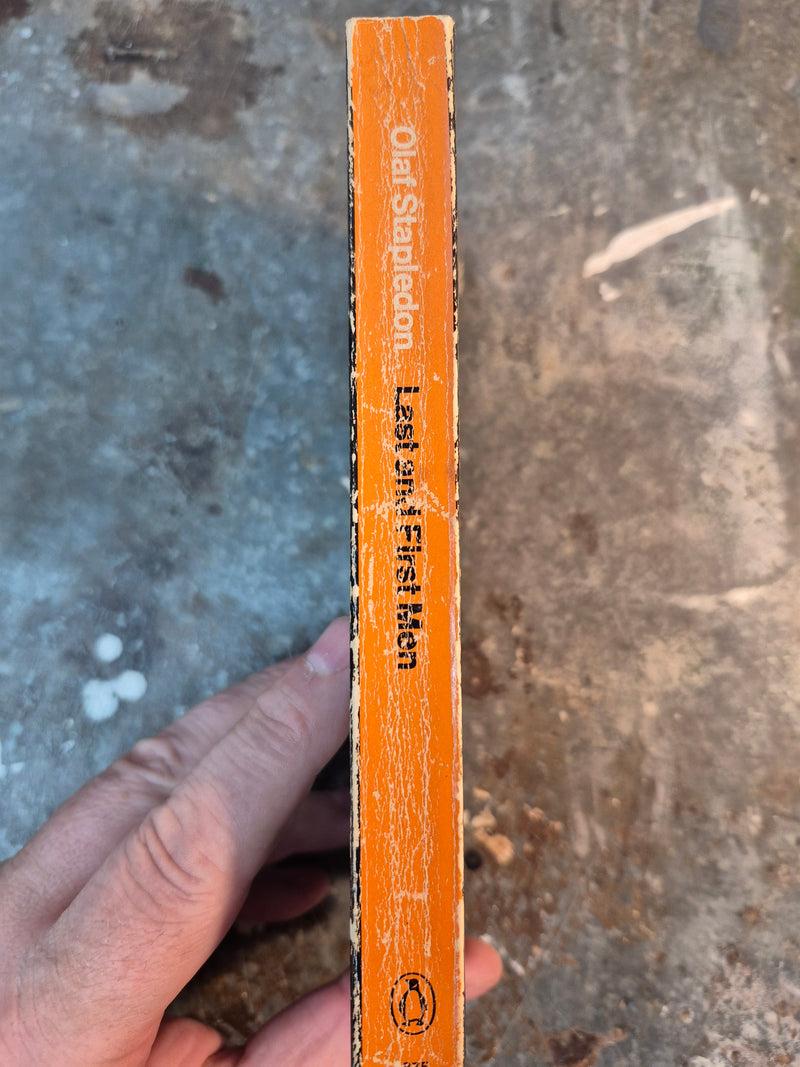 Olaf Stapledon
Last and First Men